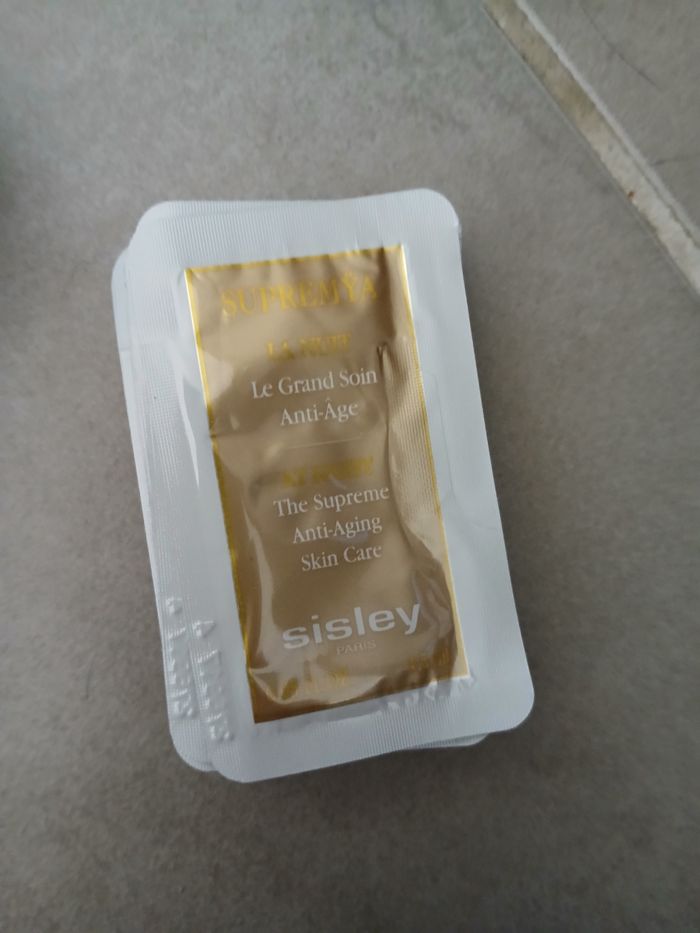 SUPREMŸA
LA NUIT
Le Grand Soin
Anti-Âge
AT NIGHT
The Supreme
Anti-Aging
Skin Care
sisley
PARIS